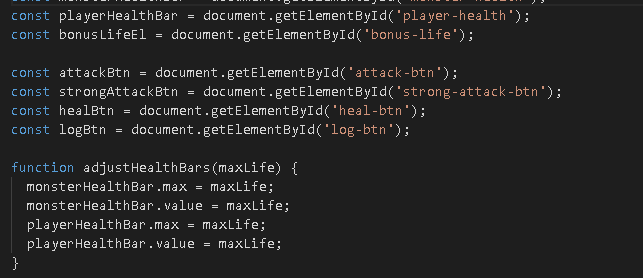 const playerHealthBar = document.getElementById('player-health');
const bonusLifeEl = document.getElementById('bonus-life');

const attackBtn = document.getElementById('attack-btn');
const strongAttackBtn = document.getElementById('strong-attack-btn');
const healBtn = document.getElementById('heal-btn');
const logBtn = document.getElementById('log-btn');

function adjustHealthBars(maxLife) {
  monsterHealthBar.max = maxLife;
  monsterHealthBar.value = maxLife;
  playerHealthBar.max = maxLife;
  playerHealthBar.value = maxLife;
}